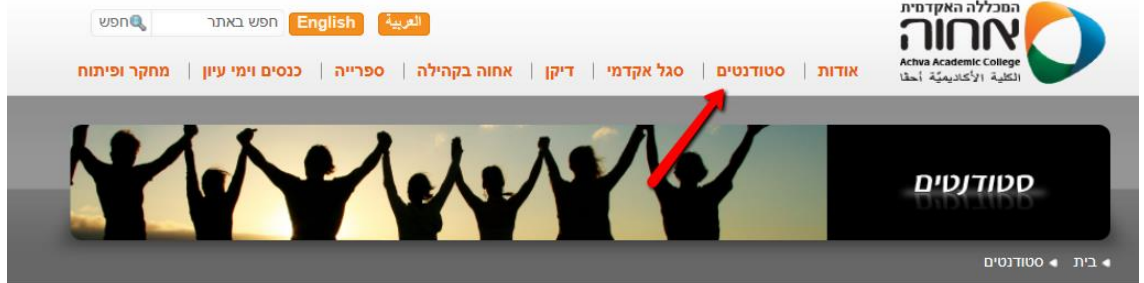 המכללה האקדמית
אחוה
Achva Academic College
الكلية الأكاديميّة أحڤا
العربية
English
חפש באתר
חפש
אודות | סטודנטים | סגל אקדמי | דיקן | אחוה בקהילה | ספרייה | כנסים וימי עיון | מחקר ופיתוח
סטודנטים
בית סטודנטים